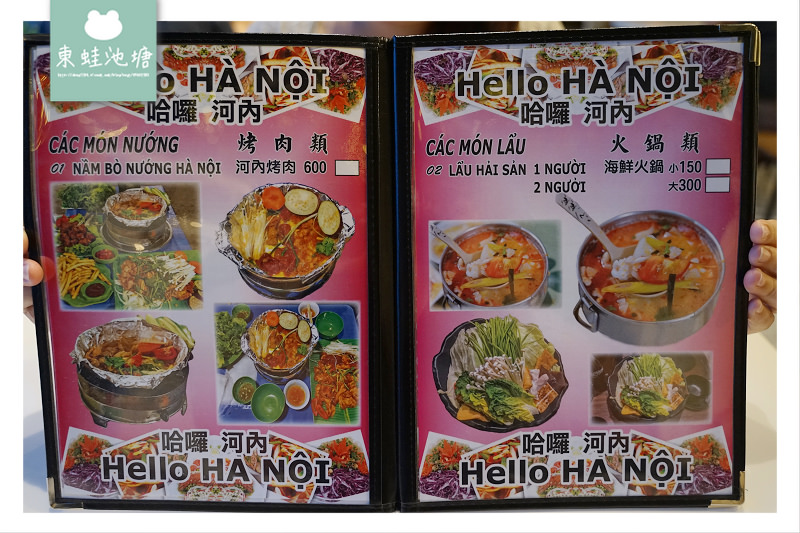 東蛙池塘
Hello HÀ NỘI
哈囉 河內
CÁC MÓN NƯỚNG 烤肉類
01 NẦM BÒ NƯỚNG HÀ NỘI 河內烤肉 600
哈囉 河內
Hello HÀ NỘI
Hello HÀ NỘI
哈囉 河內
CÁC MÓN LẨU 火鍋類
02 LẨU HẢI SẢN 1 NGƯỜI 海鮮火鍋 小150
2 NGƯỜI 大300
哈囉 河內
Hello HÀ NỘI